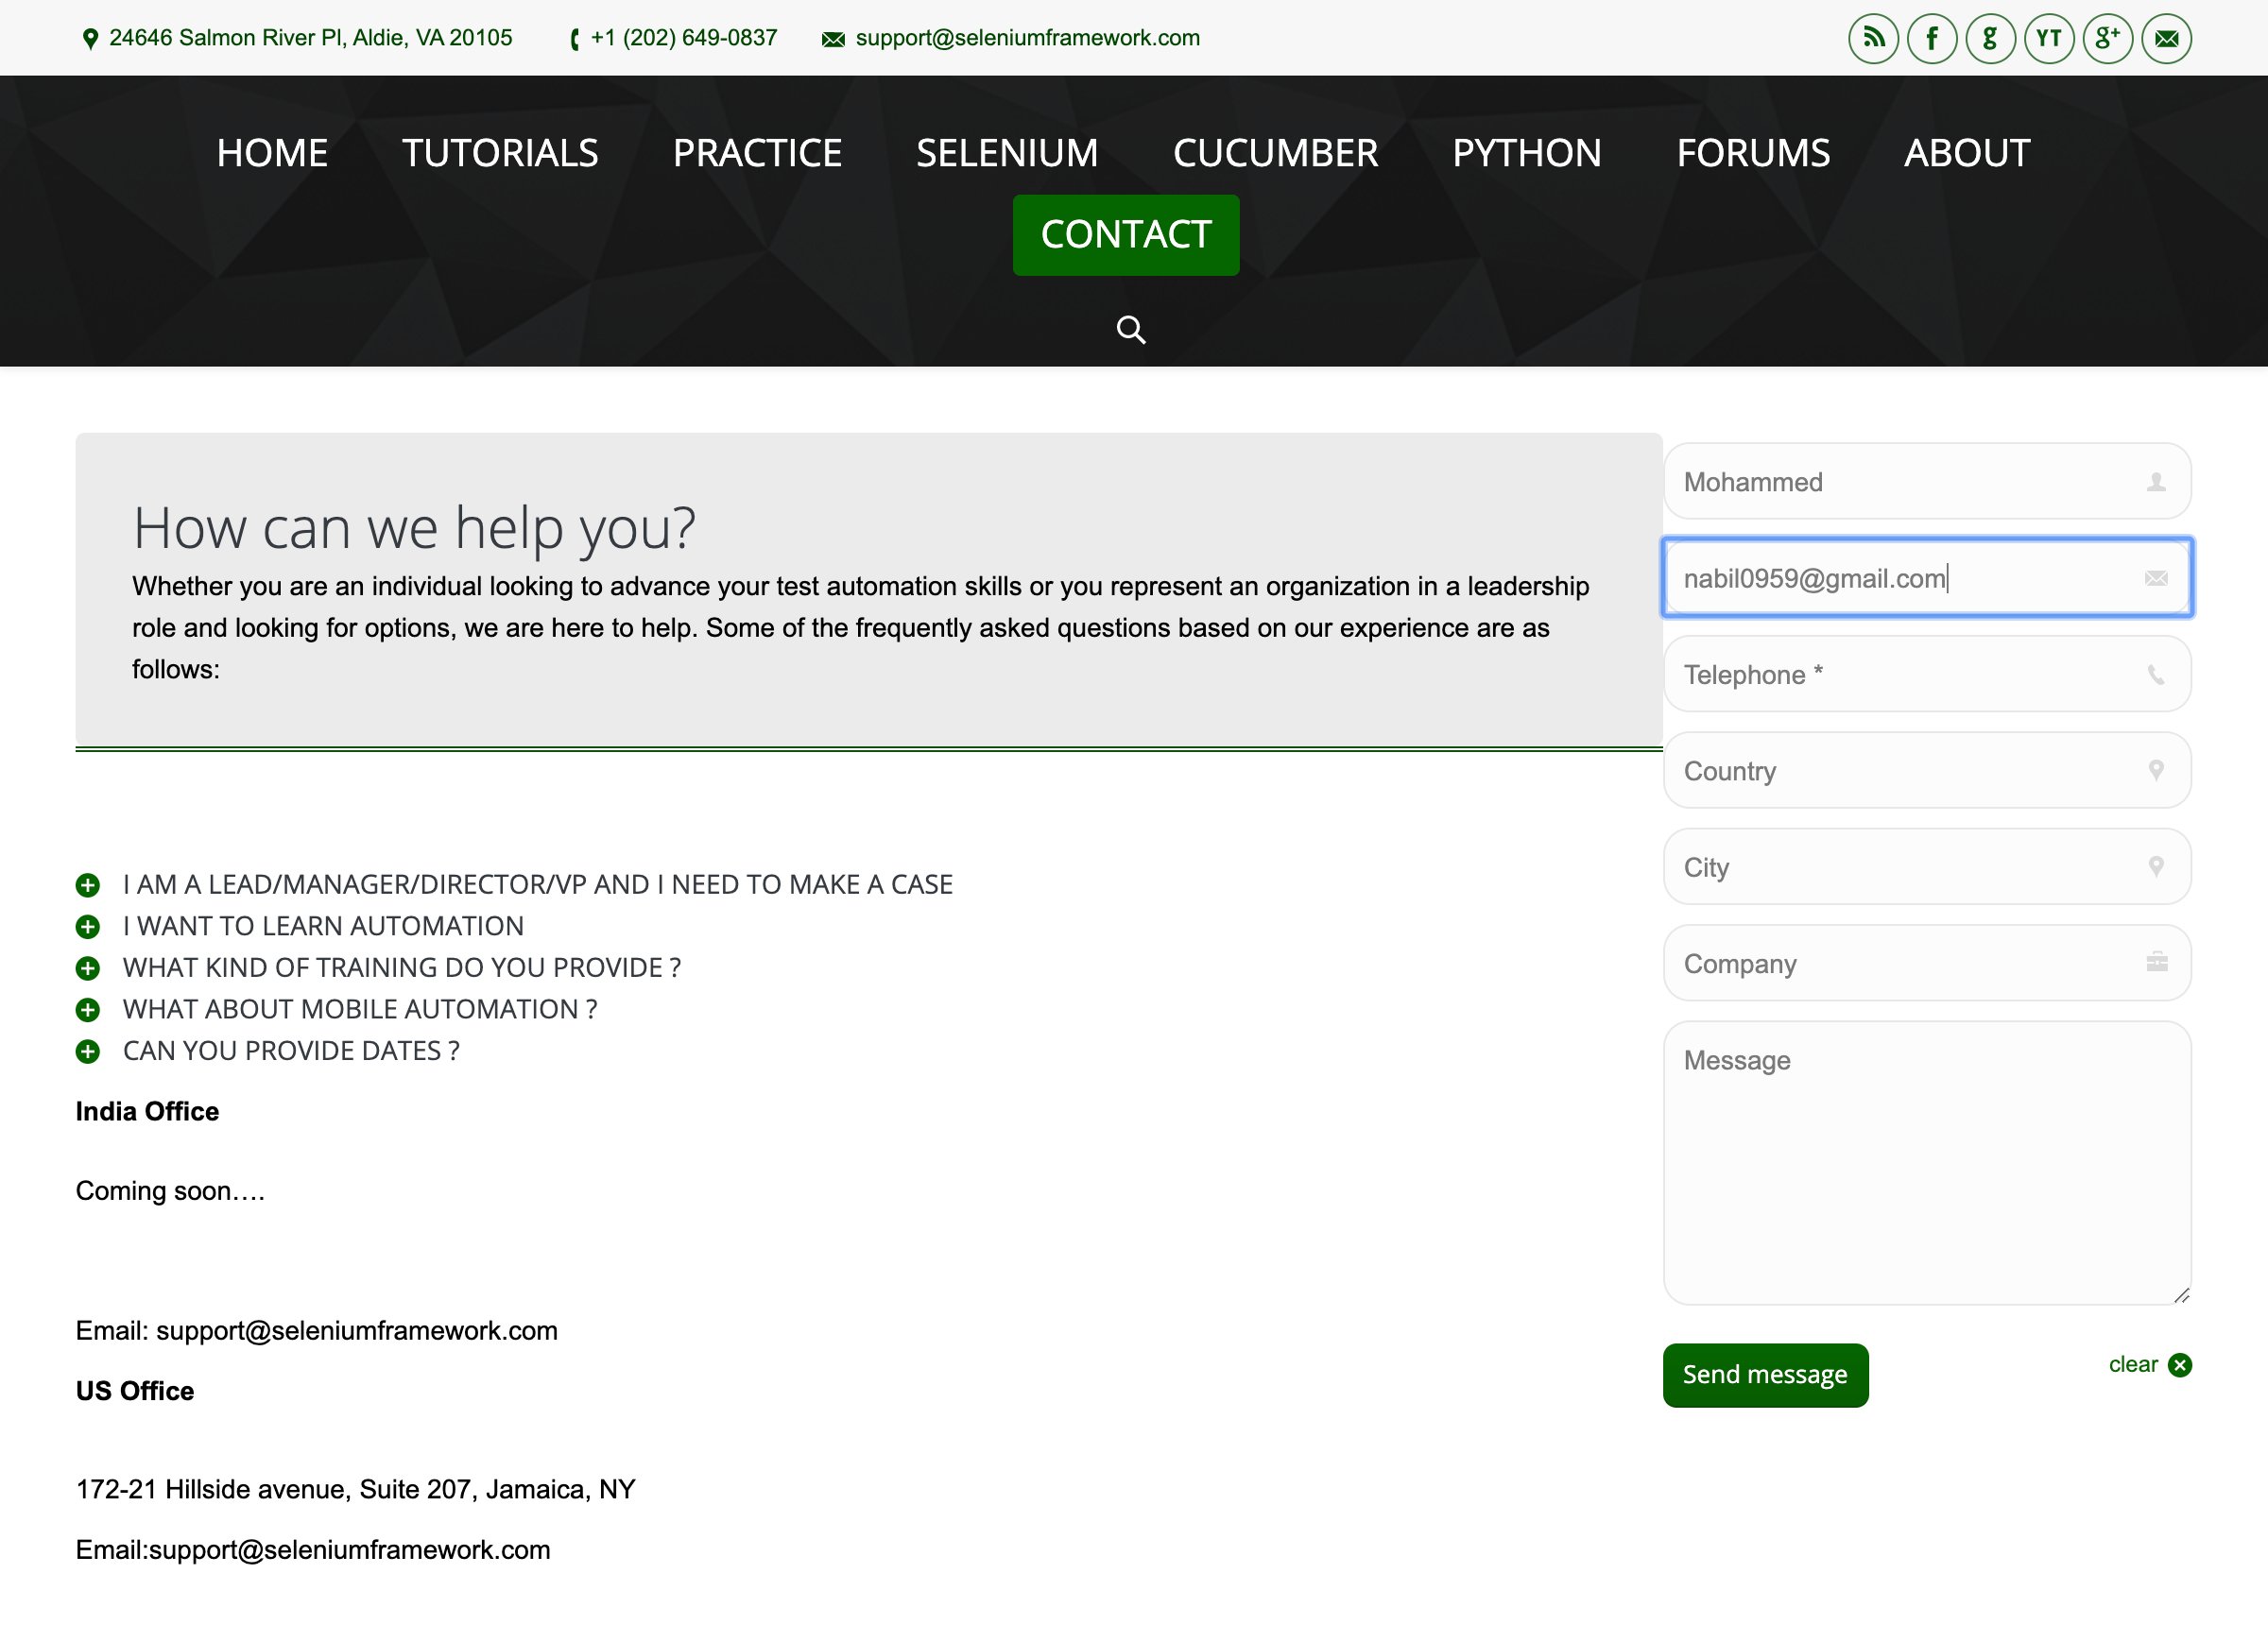 24646 Salmon River Pl, Aldie, VA 20105 +1 (202) 649-0837 support@seleniumframework.com
f g YT g+
HOME TUTORIALS PRACTICE SELENIUM CUCUMBER PYTHON FORUMS ABOUT
CONTACT
How can we help you?
Whether you are an individual looking to advance your test automation skills or you represent an organization in a leadership
role and looking for options, we are here to help. Some of the frequently asked questions based on our experience are as
follows:
I AM A LEAD/MANAGER/DIRECTOR/VP AND I NEED TO MAKE A CASE
I WANT TO LEARN AUTOMATION
WHAT KIND OF TRAINING DO YOU PROVIDE ?
WHAT ABOUT MOBILE AUTOMATION ?
CAN YOU PROVIDE DATES ?
India Office
Coming soon….
Email: support@seleniumframework.com
US Office
172-21 Hillside avenue, Suite 207, Jamaica, NY
Email:support@seleniumframework.com
Mohammed
nabil0959@gmail.com
Telephone *
Country
City
Company
Message
Send message
clear